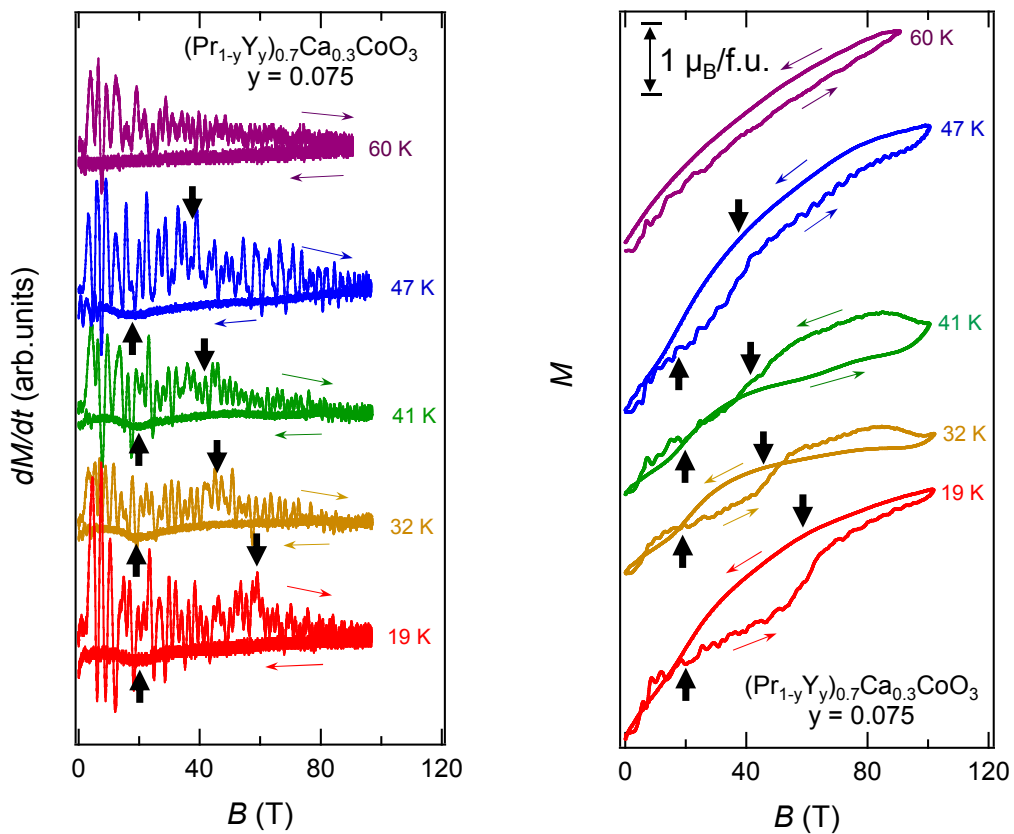 (Pr1-yYy)0.7Ca0.3CoO3
y = 0.075
60 K
47 K
41 K
32 K
19 K
dM/dt (arb.units)
0
40
80
120
B (T)
1 μB/f.u.
60 K
47 K
41 K
32 K
19 K
M
(Pr1-yYy)0.7Ca0.3CoO3
y = 0.075
0
40
80
120
B (T)